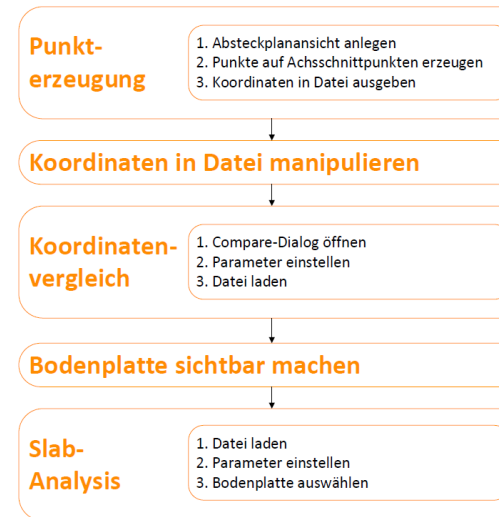 Punkt-
erzeugung
1. Absteckplanansicht anlegen
2. Punkte auf Achsschnittpunkten erzeugen
3. Koordinaten in Datei ausgeben
Koordinaten in Datei manipulieren
Koordinaten-
vergleich
1. Compare-Dialog öffnen
2. Parameter einstellen
3. Datei laden
Bodenplatte sichtbar machen
Slab-
Analysis
1. Datei laden
2. Parameter einstellen
3. Bodenplatte auswählen